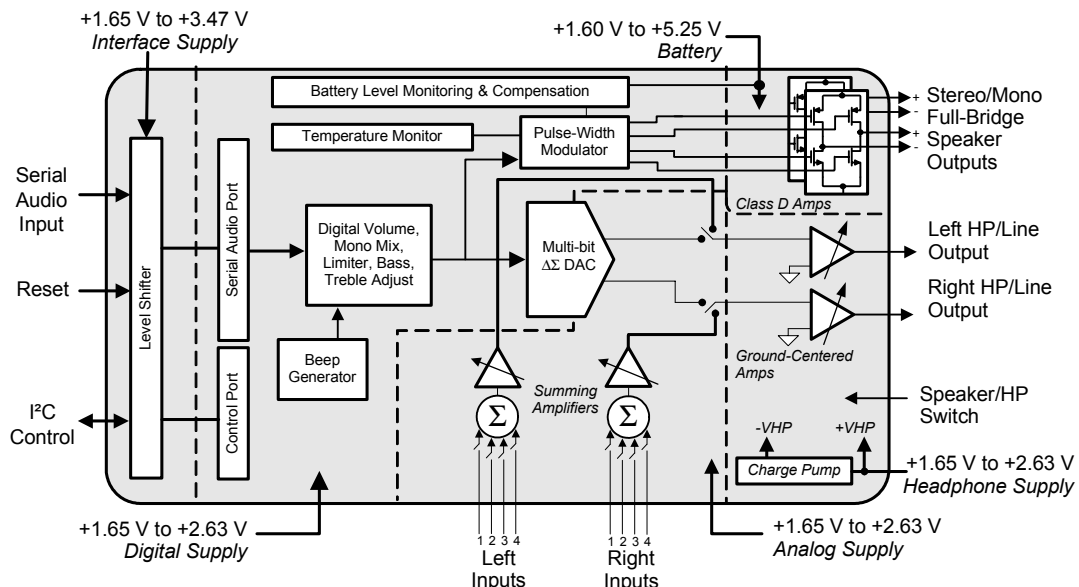 +1.65 V to +3.47 V
Interface Supply
+1.60 V to +5.25 V
Battery
Battery Level Monitoring & Compensation
Temperature Monitor
Pulse-Width
Modulator
+
-
+
-
Stereo/Mono
Full-Bridge
Speaker
Outputs
Class D Amps
Serial
Audio
Input
Reset
I²C
Control
Level Shifter
Serial Audio Port
Control Port
Digital Volume,
Mono Mix,
Limiter, Bass,
Treble Adjust
Beep
Generator
Multi-bit
ΔΣ DAC
Left HP/Line
Output
Right HP/Line
Output
Ground-Centered
Amps
Summing
Amplifiers
Σ
Σ
Speaker/HP
Switch
-VHP
+VHP
Charge Pump
+1.65 V to +2.63 V
Headphone Supply
+1.65 V to +2.63 V
Digital Supply
1 2 3 4
Left
Inputs
1 2 3 4
Right
Inputs
+1.65 V to +2.63 V
Analog Supply